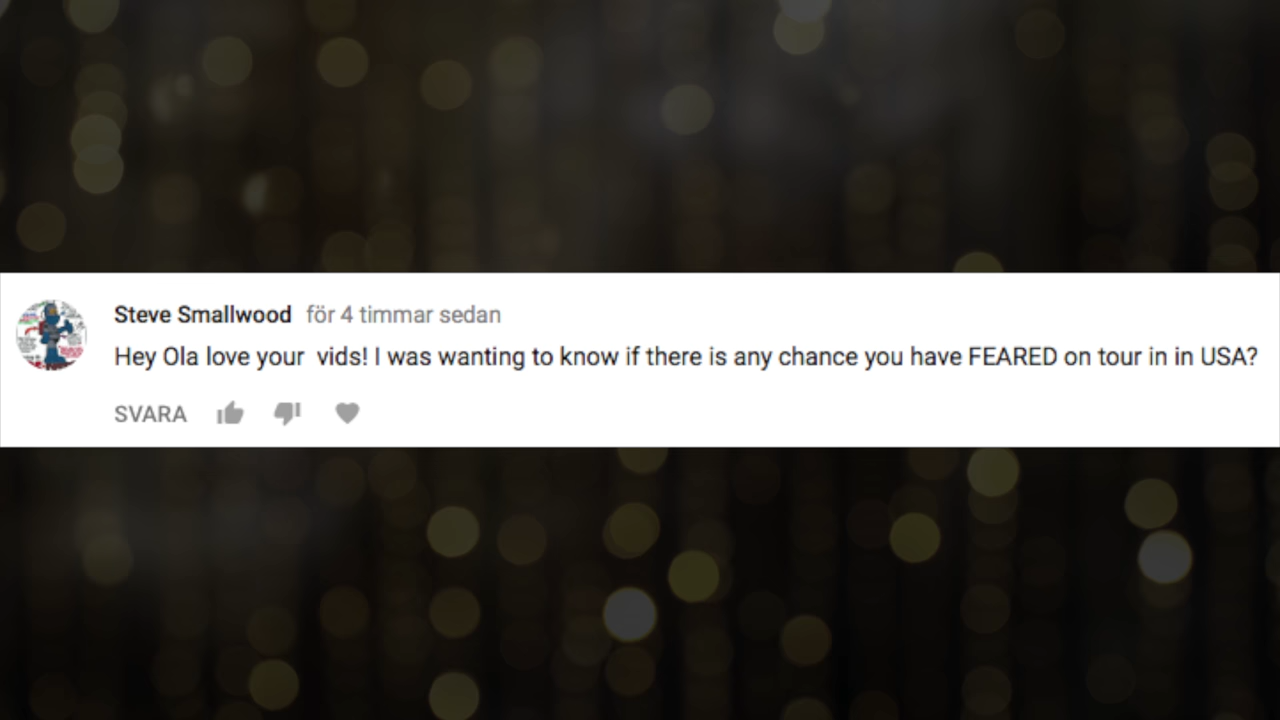 Steve Smallwood för 4 timmar sedan
Hey Ola love your  vids! I was wanting to know if there is any chance you have FEARED on tour in in USA?
SVARA